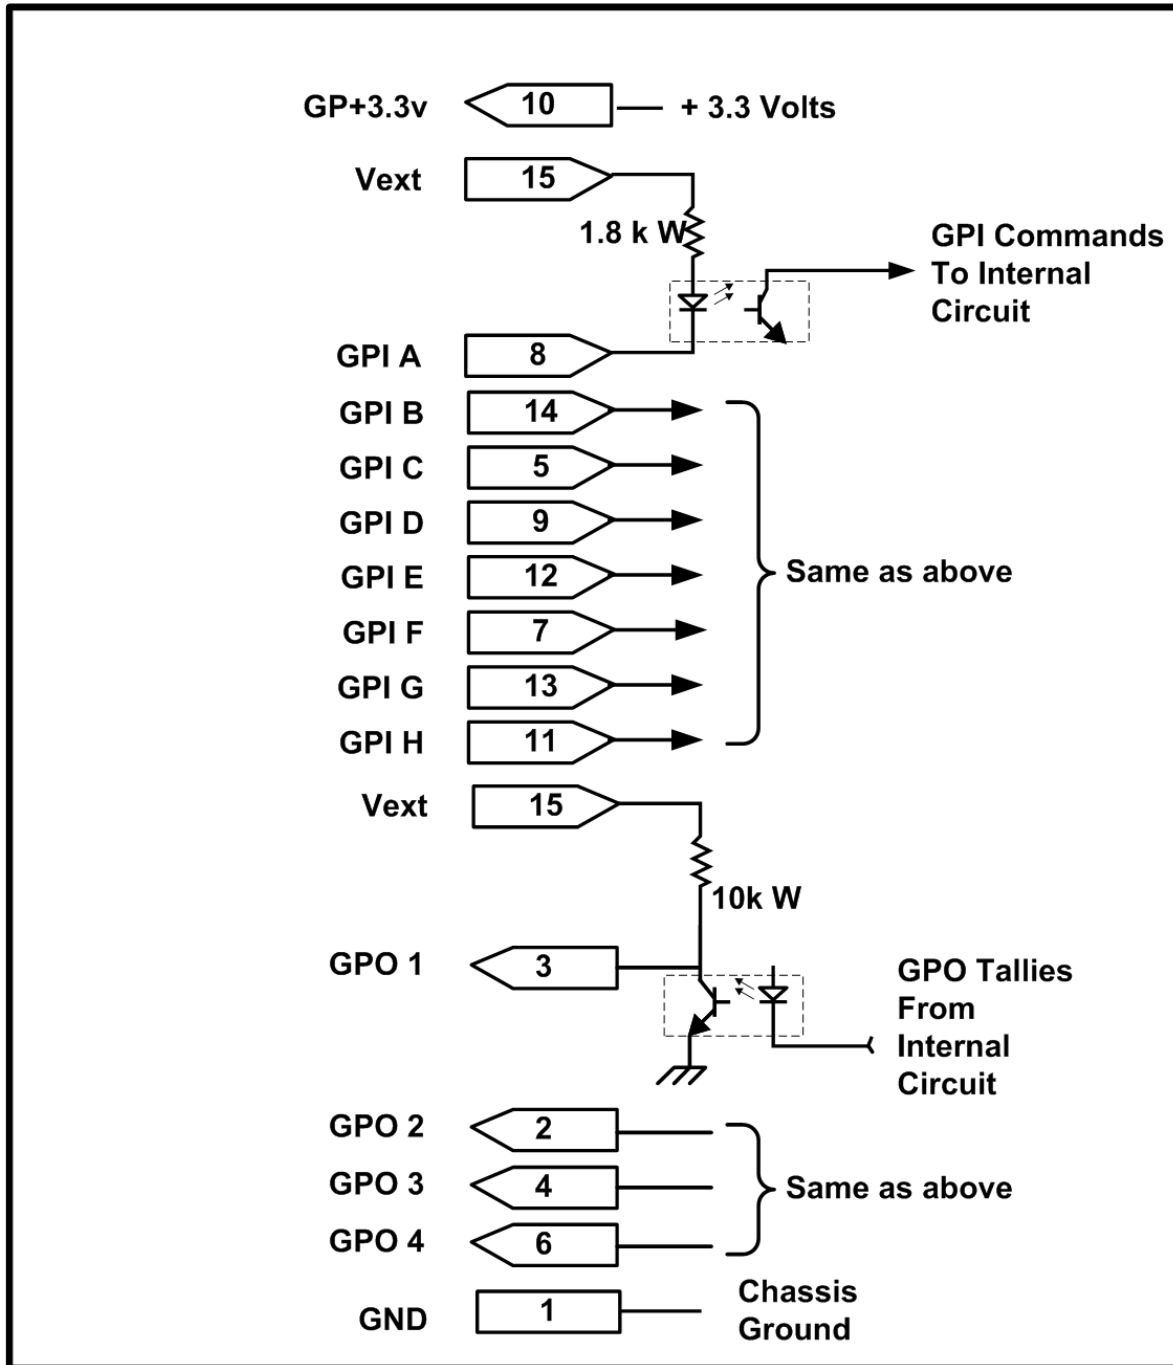 GP+3.3v 10 + 3.3 Volts
Vext 15
1.8 k W
GPI Commands
To Internal
Circuit
GPI A 8
GPI B 14
GPI C 5
GPI D 9
GPI E 12
Same as above
GPI F 7
GPI G 13
GPI H 11
Vext 15
10k W
GPO 1 3
GPO Tallies
From
Internal
Circuit
GPO 2 2
GPO 3 4
Same as above
GPO 4 6
GND 1
Chassis
Ground